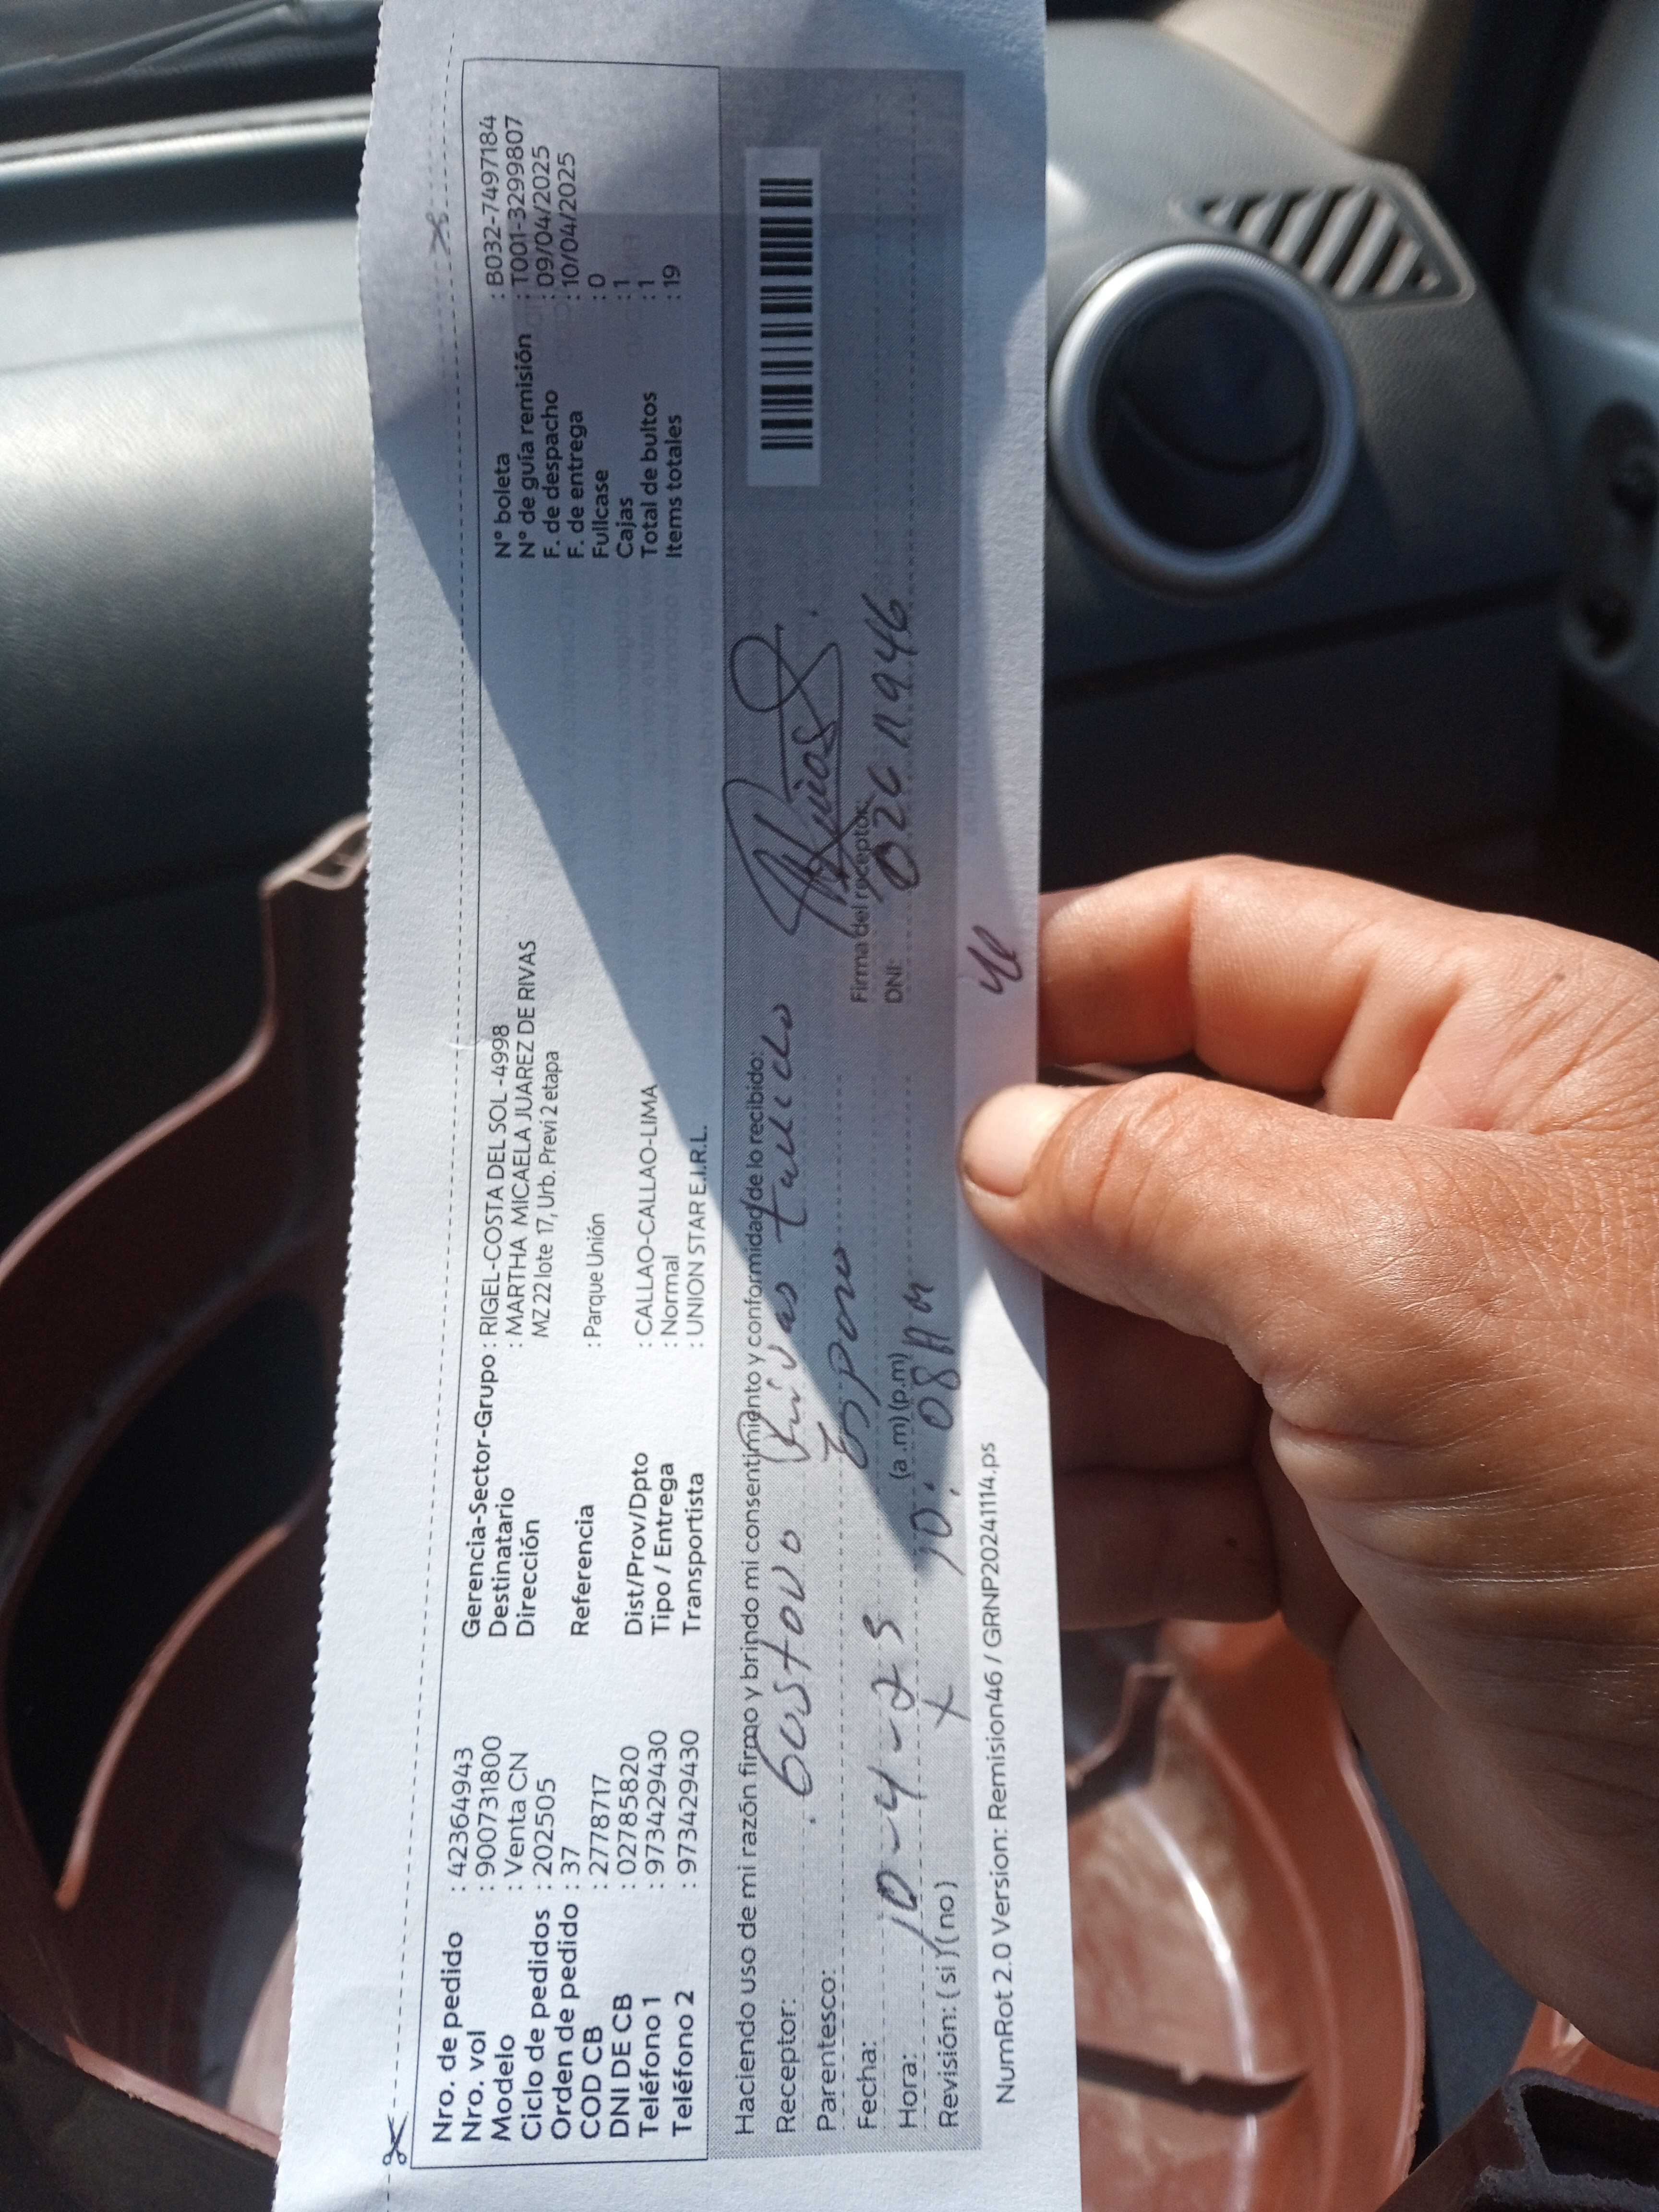 Nro. de pedido : 42364943
Nro. vol : 900731800
Modelo : Venta CN
Ciclo de pedidos : 202505
Orden de pedido : 37
COD CB : 2778717
DNI DE CB : 02785820
Teléfono 1 : 973429430
Teléfono 2 : 973429430
Gerencia-Sector-Grupo : RIGEL-COSTA DEL SOL -4998
Destinatario : MARTHA MICAELA JUAREZ DE RIVAS
Dirección MZ 22 lote 17, Urb. Previ 2 etapa
Referencia : Parque Unión
Dist/Prov/Dpto : CALLAO-CALLAO-LIMA
Tipo / Entrega : Normal
Transportista : UNION STAR E.I.R.L.
N° boleta : B032-7497184
N° de guía remisión : T001-3299807
F. de despacho : 09/04/2025
F. de entrega : 10/04/2025
Fullcase : 0
Cajas : 1
Total de bultos : 1
Items totales : 19
Haciendo uso de mi razón firmo y brindo mi consentimiento y conformidad de lo recibido:
Receptor: Gustavo Rivas
Parentesco: Esposo
Fecha: 10-4-25
Hora: 10:08 AM (a.m) (p.m)
Revisión: ( si ) ( no ) X
Firma del receptor
DNI:
NumRot 2.0 Version: Remision46 / GRNP20241114.ps